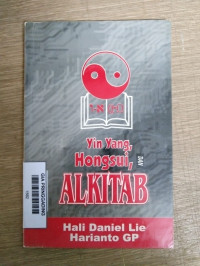 Yin Yang,
Hongsui, DAN
ALKITAB
Hali Daniel Lie
Harianto GP